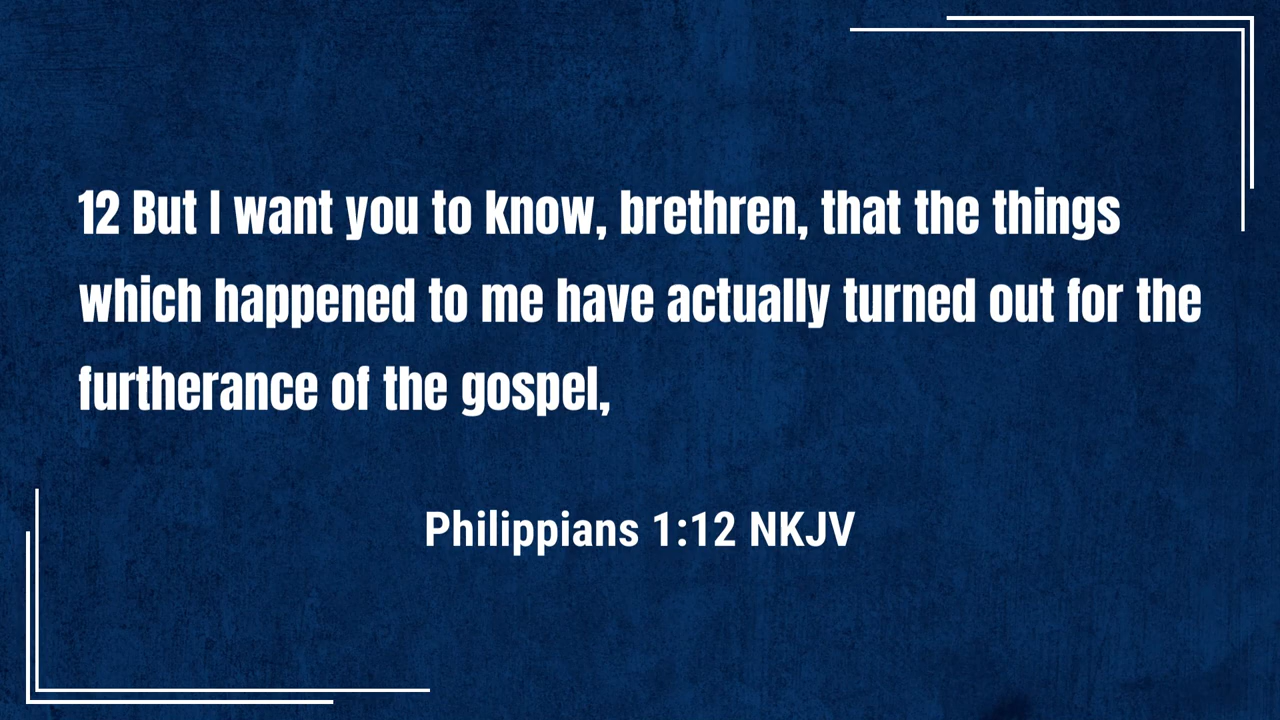 12 But I want you to know, brethren, that the things
which happened to me have actually turned out for the
furtherance of the gospel,
Philippians 1:12 NKJV